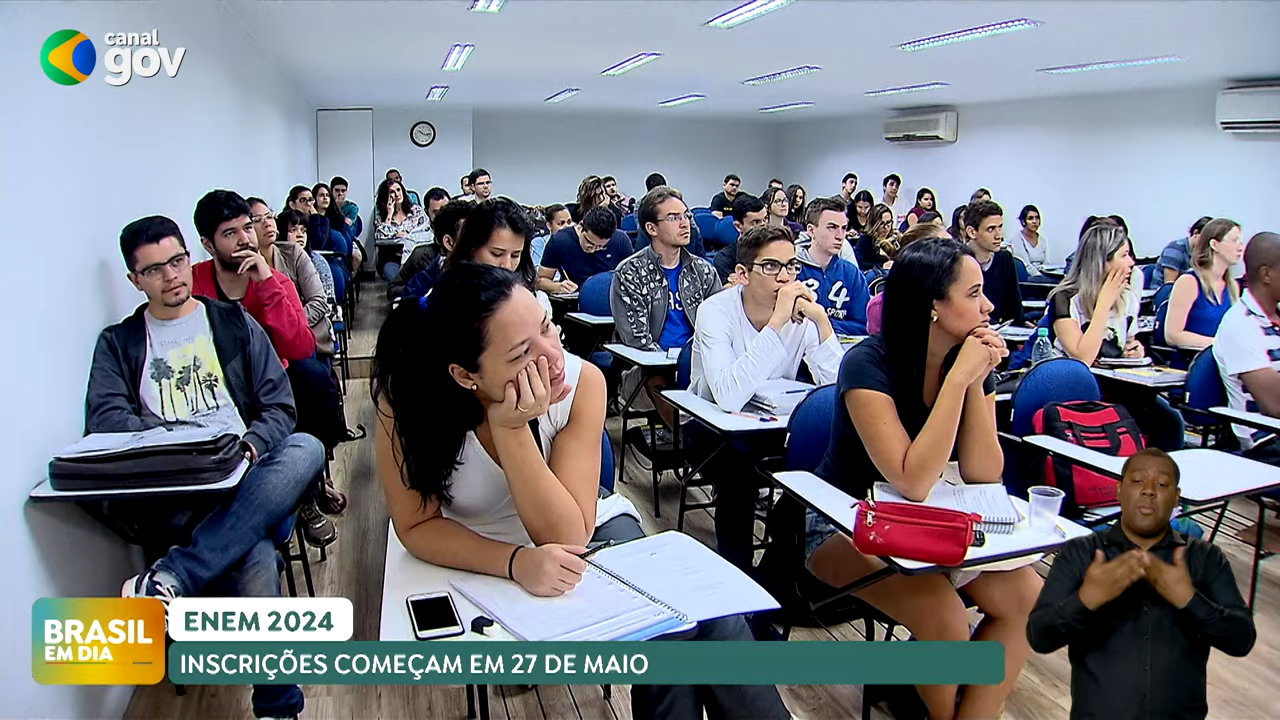 canal
gov
ENEM 2024
BRASIL
EM DIA
INSCRIÇÕES COMEÇAM EM 27 DE MAIO